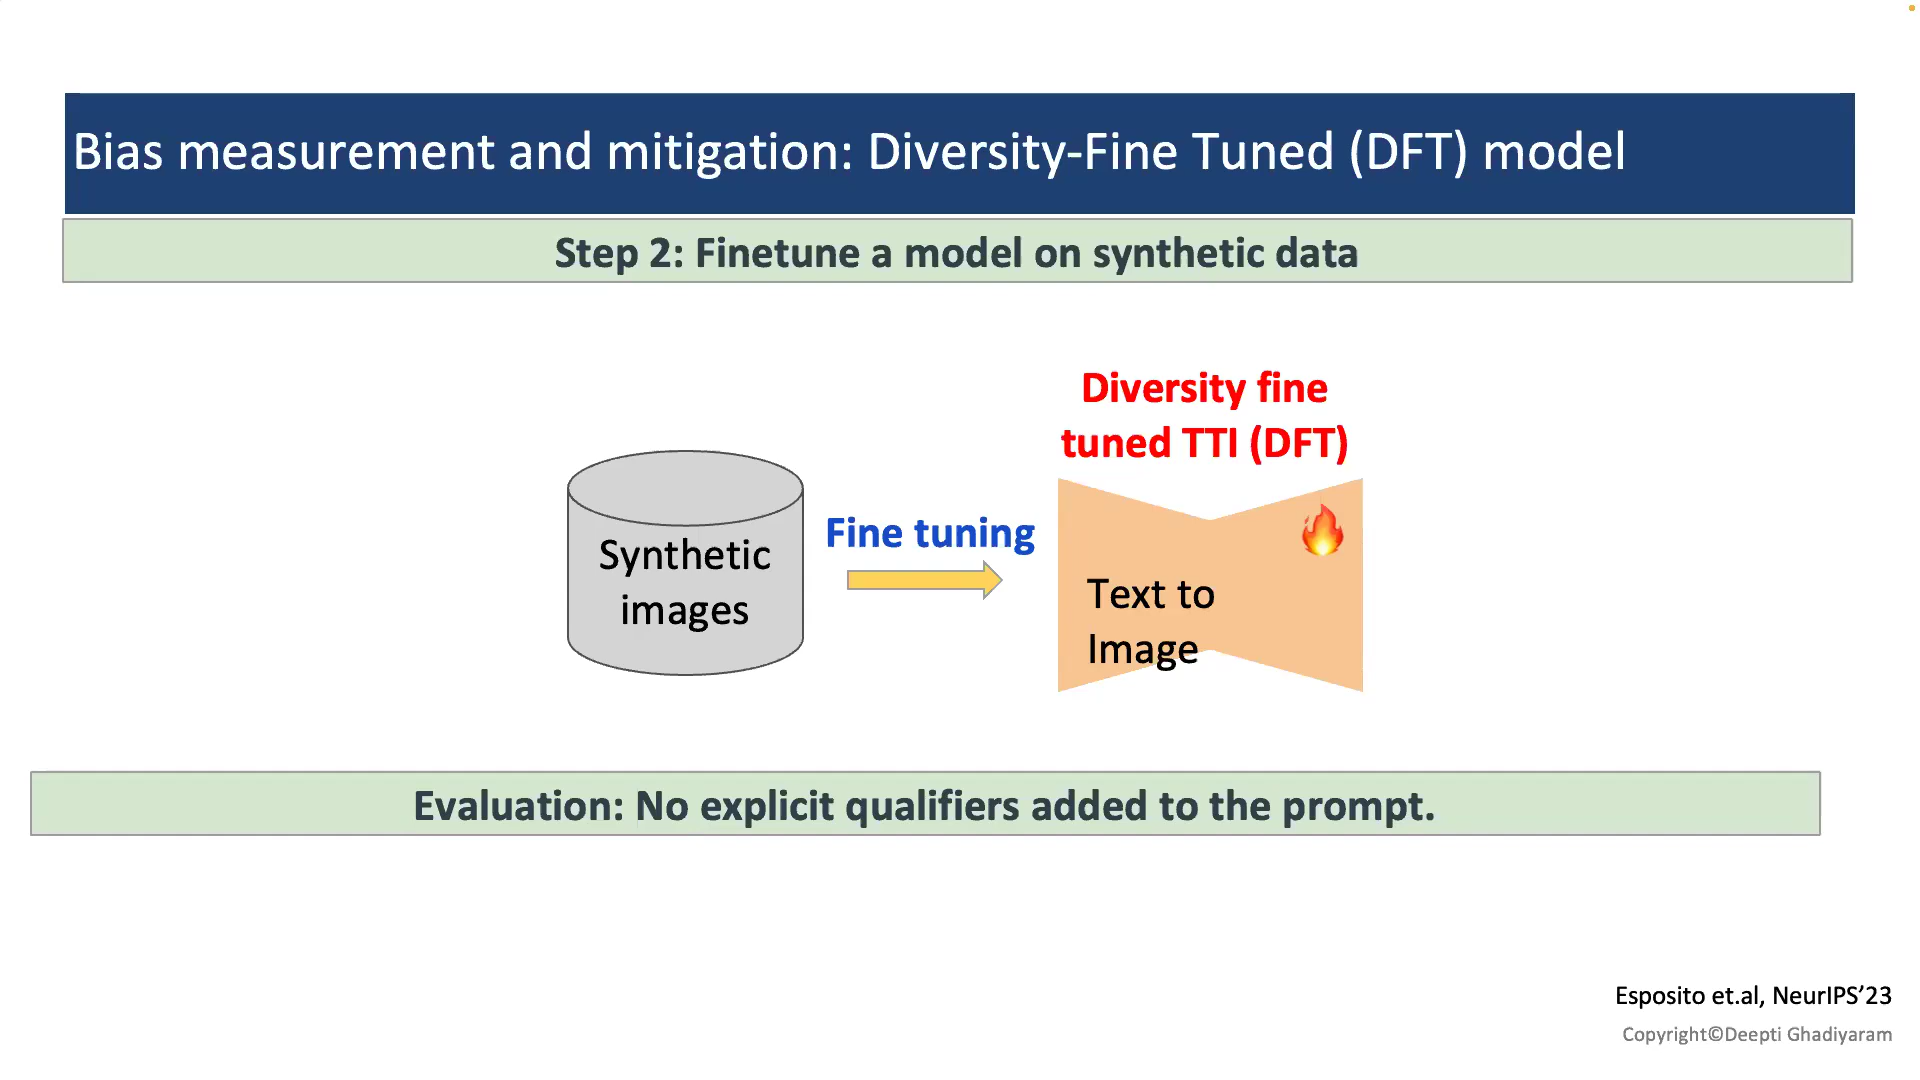 Bias measurement and mitigation: Diversity-Fine Tuned (DFT) model
Step 2: Finetune a model on synthetic data
Diversity fine
tuned TTI (DFT)
Synthetic
images
Fine tuning
Text to
Image
Evaluation: No explicit qualifiers added to the prompt.
Esposito et.al, NeurIPS’23
Copyright©Deepti Ghadiyaram